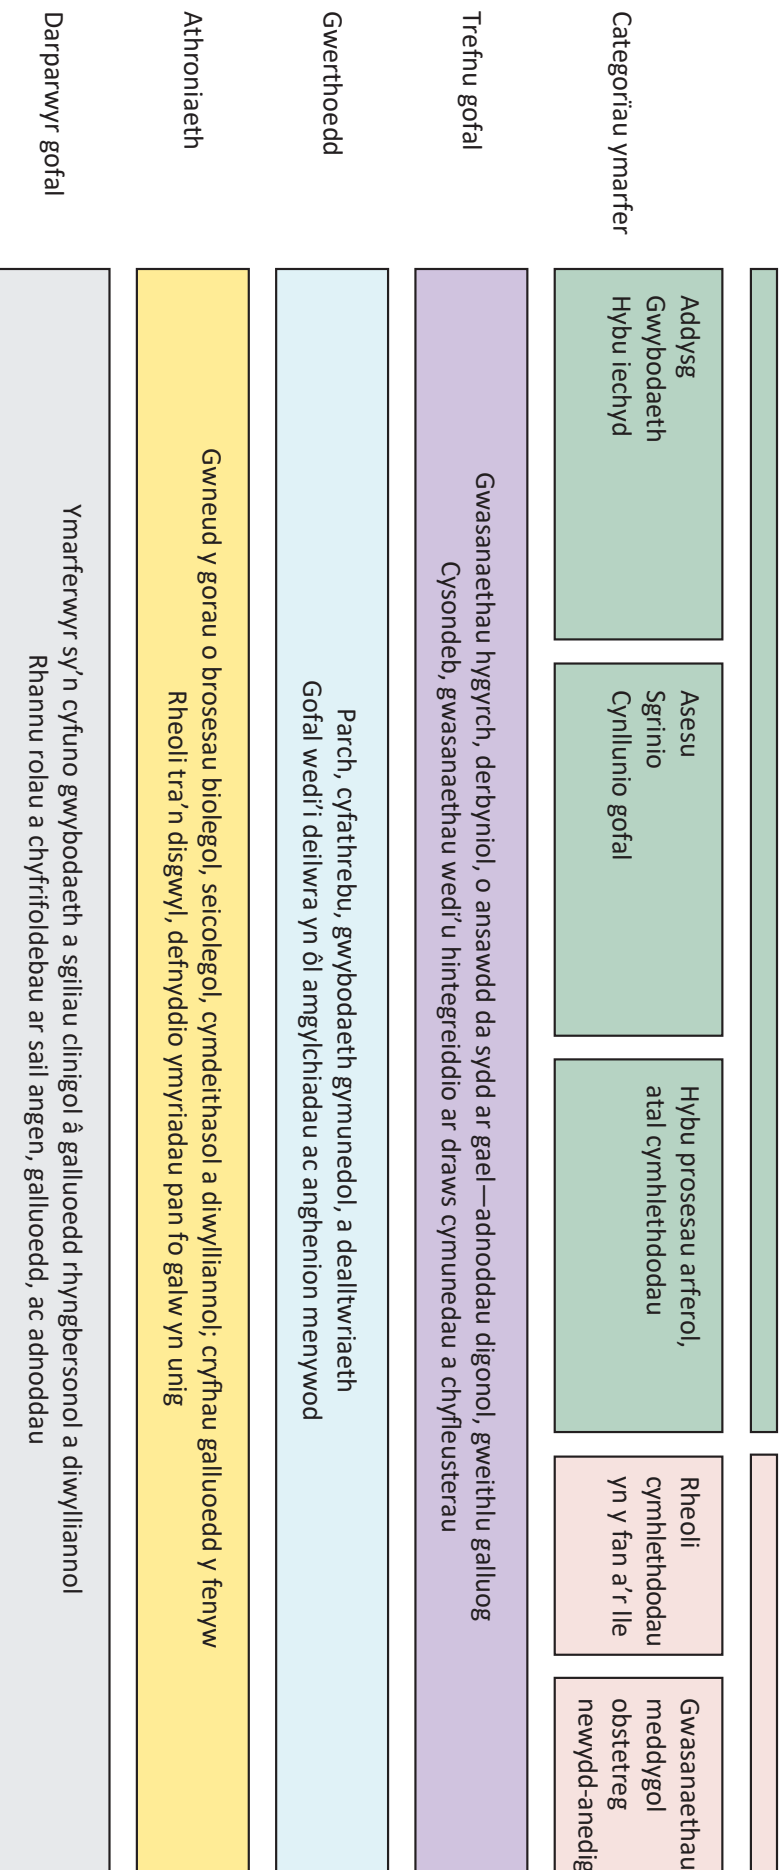 Categorïau ymarfer
Addysg
Gwybodaeth
Hybu iechyd
Asesu
Sgrinio
Cynllunio gofal
Hybu prosesau arferol,
atal cymhlethdodau
Rheoli
cymhlethdodau
yn y fan a’r lle
Gwasanaethau
meddygol
obstetreg
newydd-anedig
Trefnu gofal
Gwasanaethau hygyrch, derbyniol, o ansawdd da sydd ar gael—adnoddau digonol, gweithlu galluog
Cysondeb, gwasanaethau wedi’u hintegreiddio ar draws cymunedau a chyfleusterau
Gwerthoedd
Parch, cyfathrebu, gwybodaeth gymunedol, a dealltwriaeth
Gofal wedi’i deilwra yn ôl amgylchiadau ac anghenion menywod
Athroniaeth
Gwneud y gorau o brosesau biolegol, seicolegol, cymdeithasol a diwylliannol; cryfhau galluoedd y fenyw
Rheoli tra’n disgwyl, defnyddio ymyriadau pan fo galw yn unig
Darparwyr gofal
Ymarferwyr sy’n cyfuno gwybodaeth a sgiliau clinigol â galluoedd rhyngbersonol a diwylliannol
Rhannu rolau a chyfrifoldebau ar sail angen, galluoedd, ac adnoddau